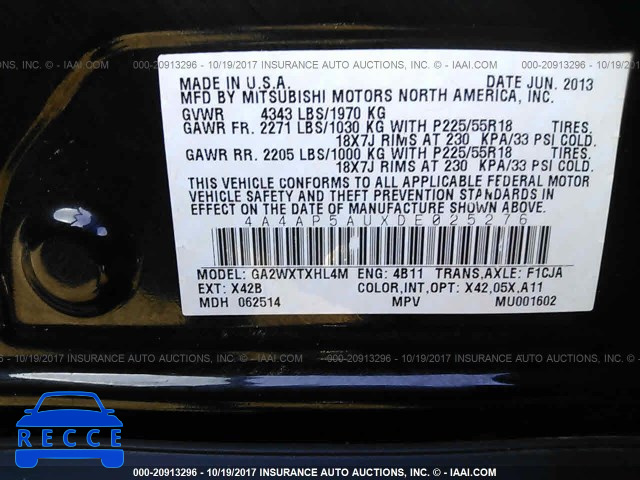 000-20913296 - 10/19/2017 INSURANCE AUTO AUCTIONS, INC. - © IAAI.COM
MADE IN U.S.A. DATE JUN. 2013
MFD BY MITSUBISHI MOTORS NORTH AMERICA, INC.
GVWR 4343 LBS/1970 KG
GAWR FR. 2271 LBS/1030 KG WITH P225/55R18 TIRES,
18X7J RIMS AT 230 KPA/33 PSI COLD.
GAWR RR. 2205 LBS/1000 KG WITH P225/55R18 TIRES,
18X7J RIMS AT 230 KPA/33 PSI COLD.
THIS VEHICLE CONFORMS TO ALL APPLICABLE FEDERAL MOTOR
VEHICLE SAFETY AND THEFT PREVENTION STANDARDS IN
EFFECT ON THE DATE OF MANUFACTURE SHOWN ABOVE.
4A4AP5AUXDE025276
MODEL: GA2WXTXHL4M ENG: 4B11 TRANS,AXLE: F1CJA
EXT: X42B COLOR,INT,OPT: X42,05X,A11
MDH 062514 MPV MU001602
000-20913296 - 10/19/2017 INSURANCE AUTO AUCTIONS, INC. - © IAAI.COM
RECCE
000-20913296 - 10/19/2017 INSURANCE AUTO AUCTIONS, INC. - © IAAI.COM